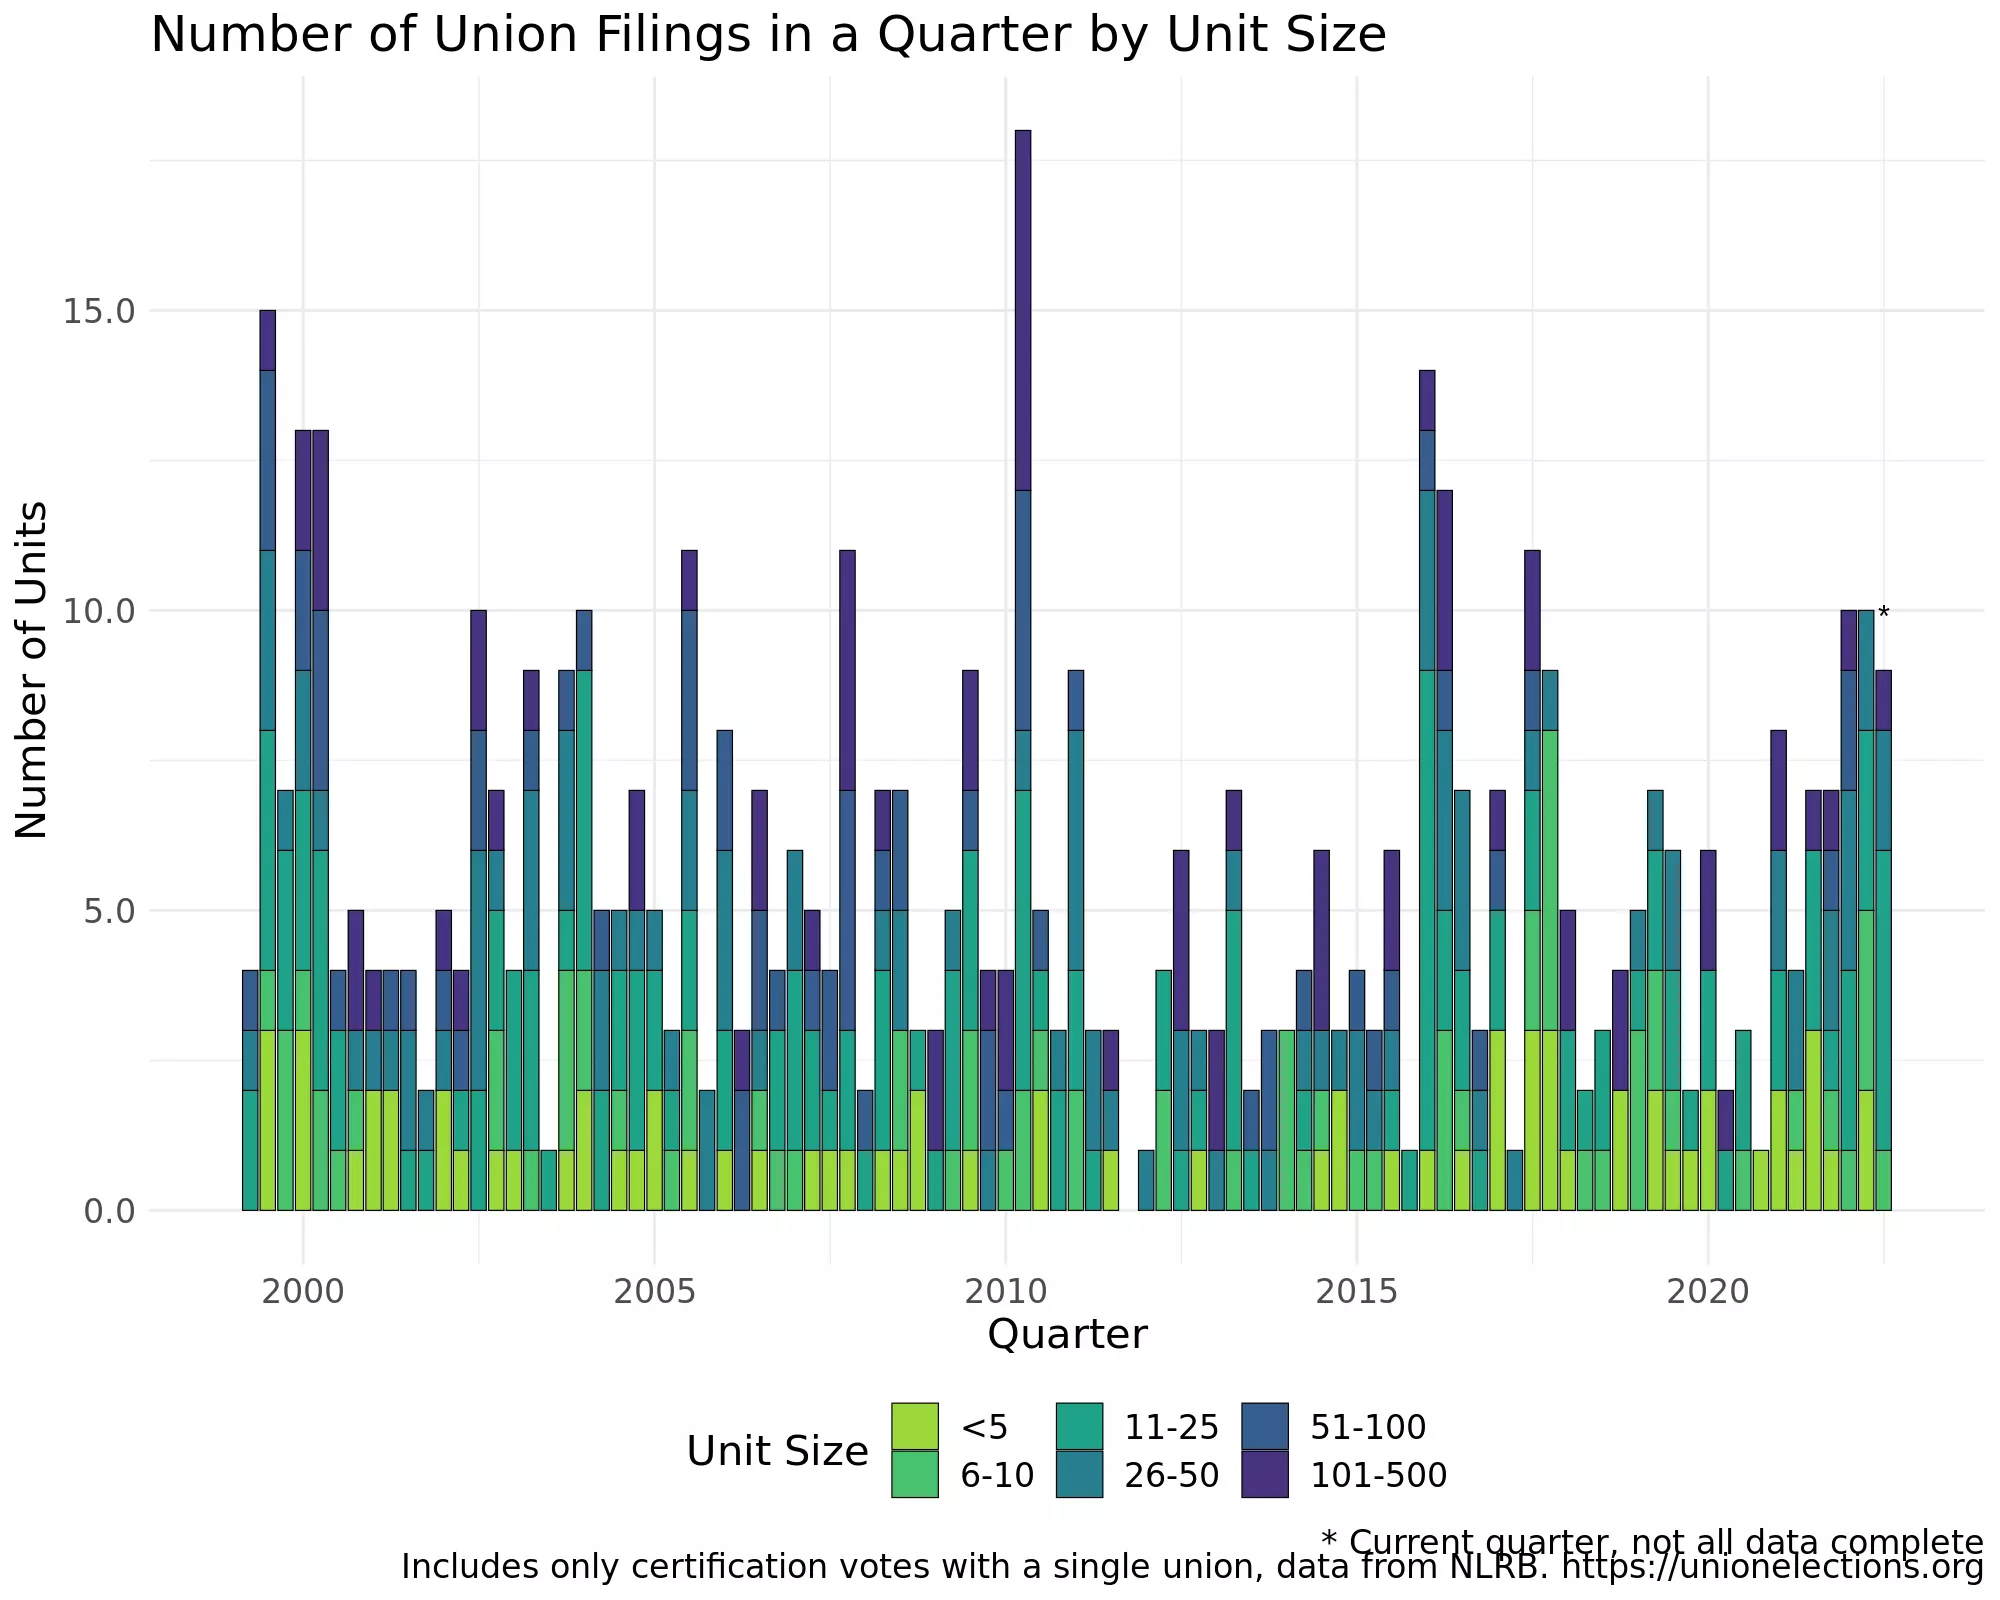 Number of Union Filings in a Quarter by Unit Size
Number of Units
15.0
10.0
5.0
0.0
*
2000 2005 2010 2015 2020
Quarter
Unit Size
<5 11-25 51-100
6-10 26-50 101-500
* Current quarter, not all data complete
Includes only certification votes with a single union, data from NLRB. https://unionelections.org